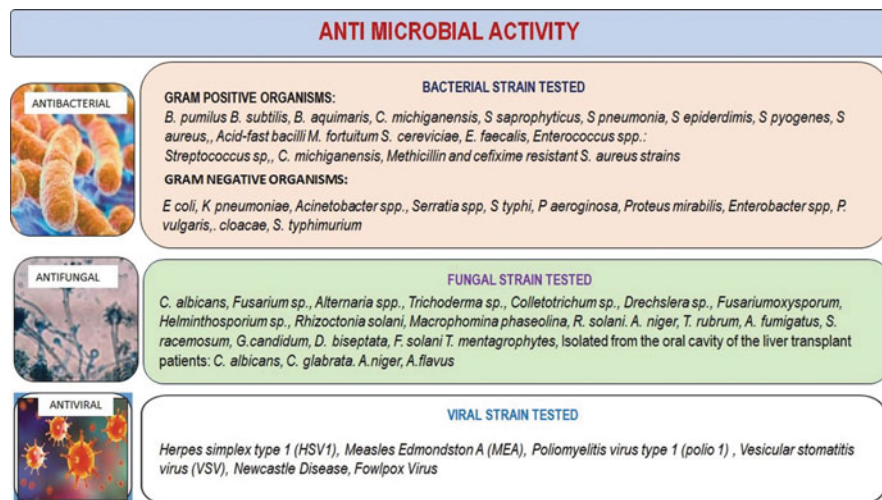 ANTI MICROBIAL ACTIVITY
ANTIBACTERIAL
BACTERIAL STRAIN TESTED
GRAM POSITIVE ORGANISMS:
B. pumilus B. subtilis, B. aquimaris, C. michiganensis, S saprophyticus, S pneumonia, S epiderdimis, S pyogenes, S
aureus,, Acid-fast bacilli M. fortuitum S. cereviciae, E. faecalis, Enterococcus spp.:
Streptococcus sp,, C. michiganensis, Methicillin and cefixime resistant S. aureus strains
GRAM NEGATIVE ORGANISMS:
E coli, K pneumoniae, Acinetobacter spp., Serratia spp, S typhi, P aeroginosa, Proteus mirabilis, Enterobacter spp, P.
vulgaris,. cloacae, S. typhimurium
ANTIFUNGAL
FUNGAL STRAIN TESTED
C. albicans, Fusarium sp., Alternaria spp., Trichoderma sp., Colletotrichum sp., Drechslera sp., Fusariumoxysporum,
Helminthosporium sp., Rhizoctonia solani, Macrophomina phaseolina, R. solani. A. niger, T. rubrum, A. fumigatus, S.
racemosum, G.candidum, D. biseptata, F. solani T. mentagrophytes, Isolated from the oral cavity of the liver transplant
patients: C. albicans, C. glabrata. A.niger, A.flavus
ANTIVIRAL
VIRAL STRAIN TESTED
Herpes simplex type 1 (HSV1), Measles Edmondston A (MEA), Poliomyelitis virus type 1 (polio 1) , Vesicular stomatitis
virus (VSV), Newcastle Disease, Fowlpox Virus